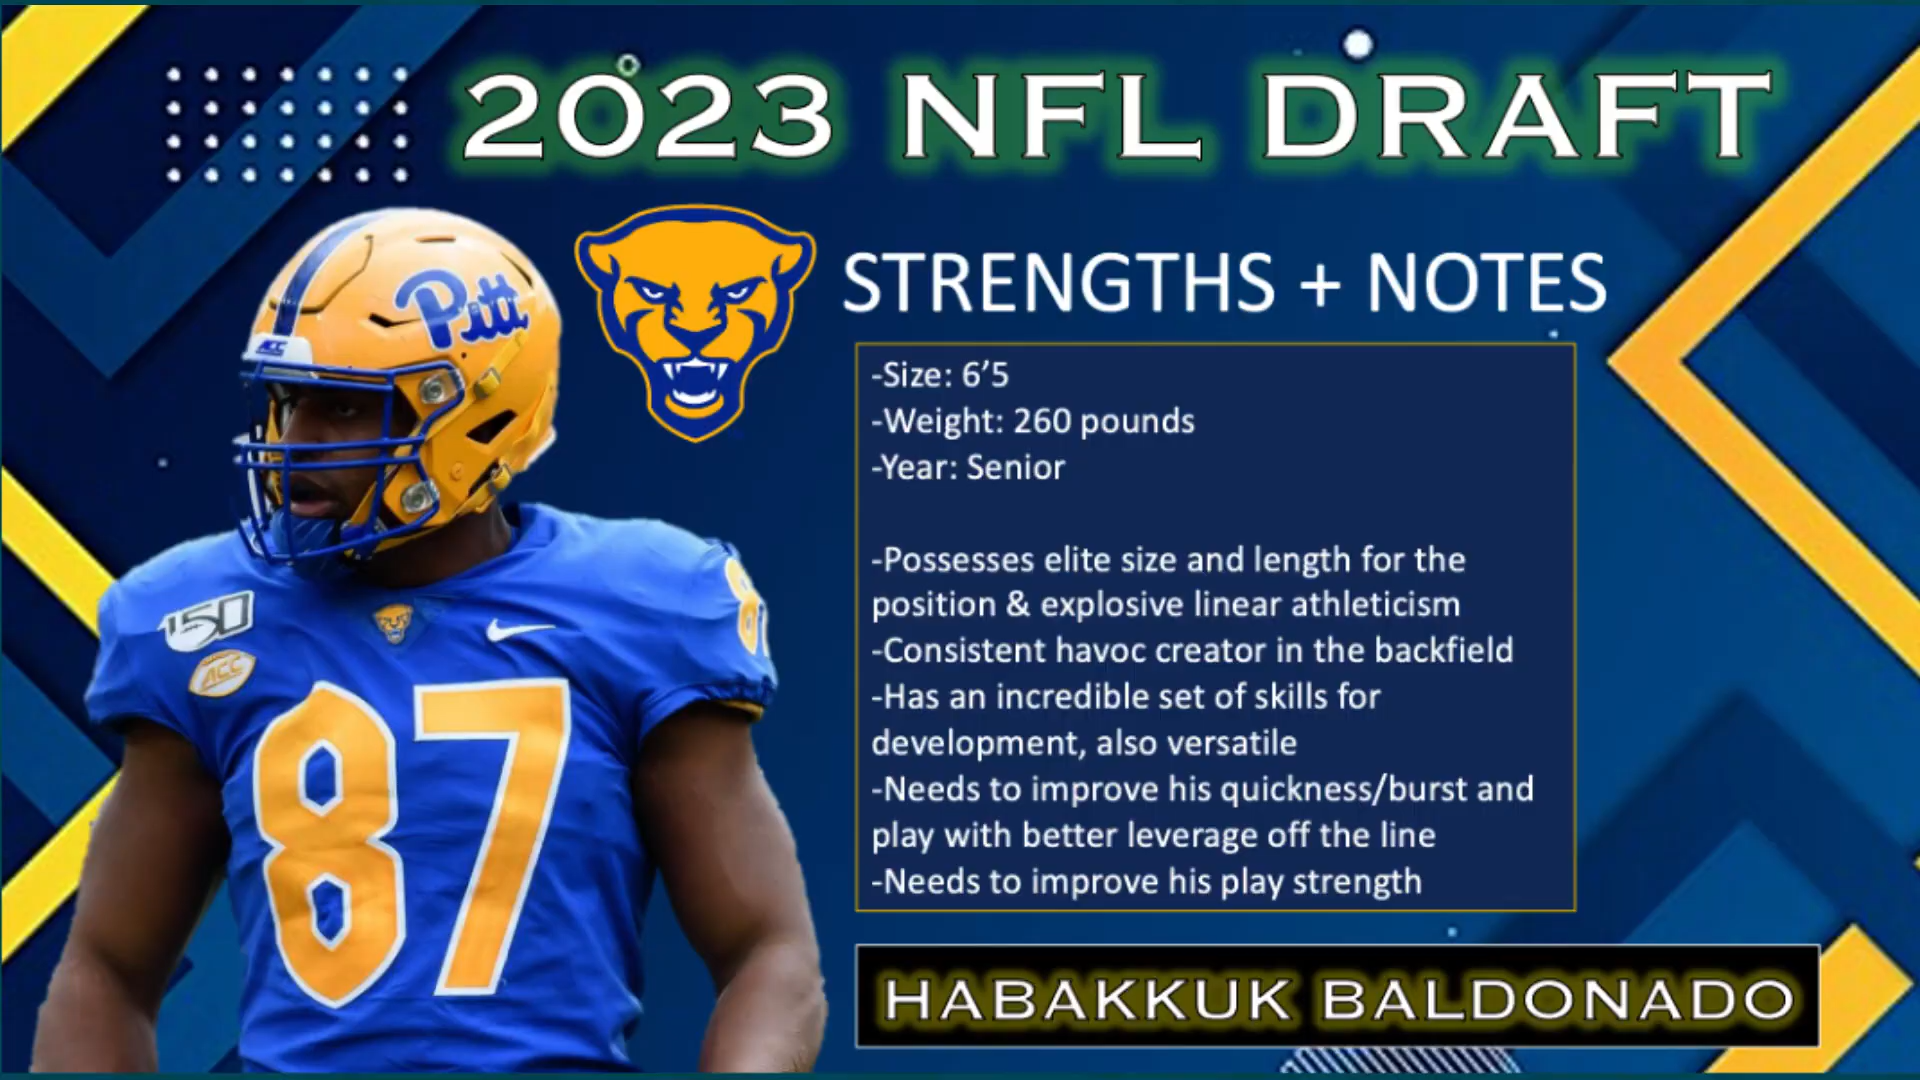 2023 NFL DRAFT
STRENGTHS + NOTES
-Size: 6’5
-Weight: 260 pounds
-Year: Senior
-Possesses elite size and length for the
position & explosive linear athleticism
-Consistent havoc creator in the backfield
-Has an incredible set of skills for
development, also versatile
-Needs to improve his quickness/burst and
play with better leverage off the line
-Needs to improve his play strength
HABAKKUK BALDONADO
Pitt
ACC
150
ACC
87
87